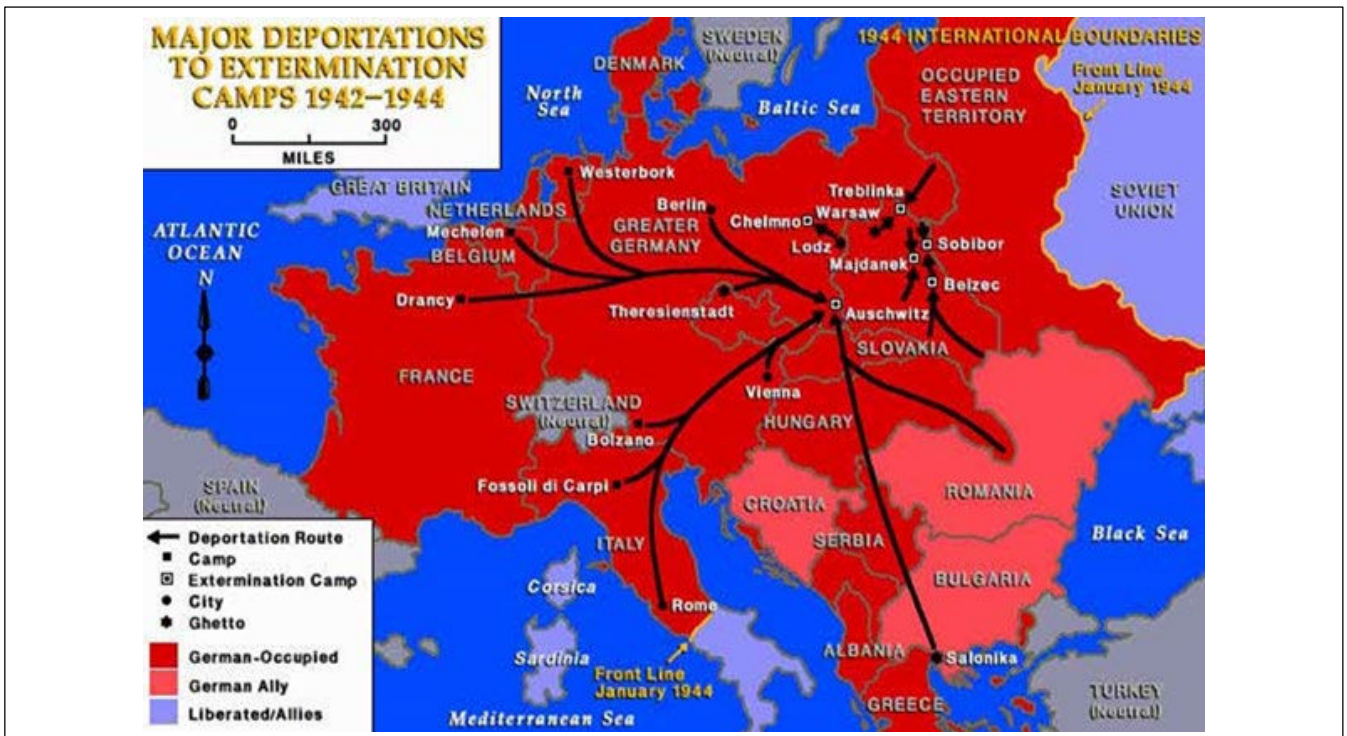 MAJOR DEPORTATIONS
TO EXTERMINATION
CAMPS 1942–1944
0 300
MILES
SWEDEN
(Neutral)
DENMARK
North
Sea
Baltic Sea
1944 INTERNATIONAL BOUNDARIES
Front Line
January 1944
OCCUPIED
EASTERN
TERRITORY
SOVIET
UNION
GREAT BRITAIN
ATLANTIC
OCEAN
N
Westerbork
NETHERLANDS
Mechelen
BELGIUM
Drancy
Berlin
GREATER
GERMANY
Treblinka
Chelmno
Warsaw
Lodz
Sobibor
Majdanek
Belzec
Auschwitz
Theresienstadt
SLOVAKIA
FRANCE
Vienna
SWITZERLAND
(Neutral)
Bolzano
HUNGARY
Fossoli di Carpi
SPAIN
(Neutral)
CROATIA
ROMANIA
Black Sea
ITALY
SERBIA
BULGARIA
Corsica
Rome
Sardinia
Front Line
January 1944
ALBANIA
Salonika
GREECE
TURKEY
(Neutral)
Mediterranean Sea
Deportation Route
Camp
Extermination Camp
City
Ghetto
German-Occupied
German Ally
Liberated/Allies